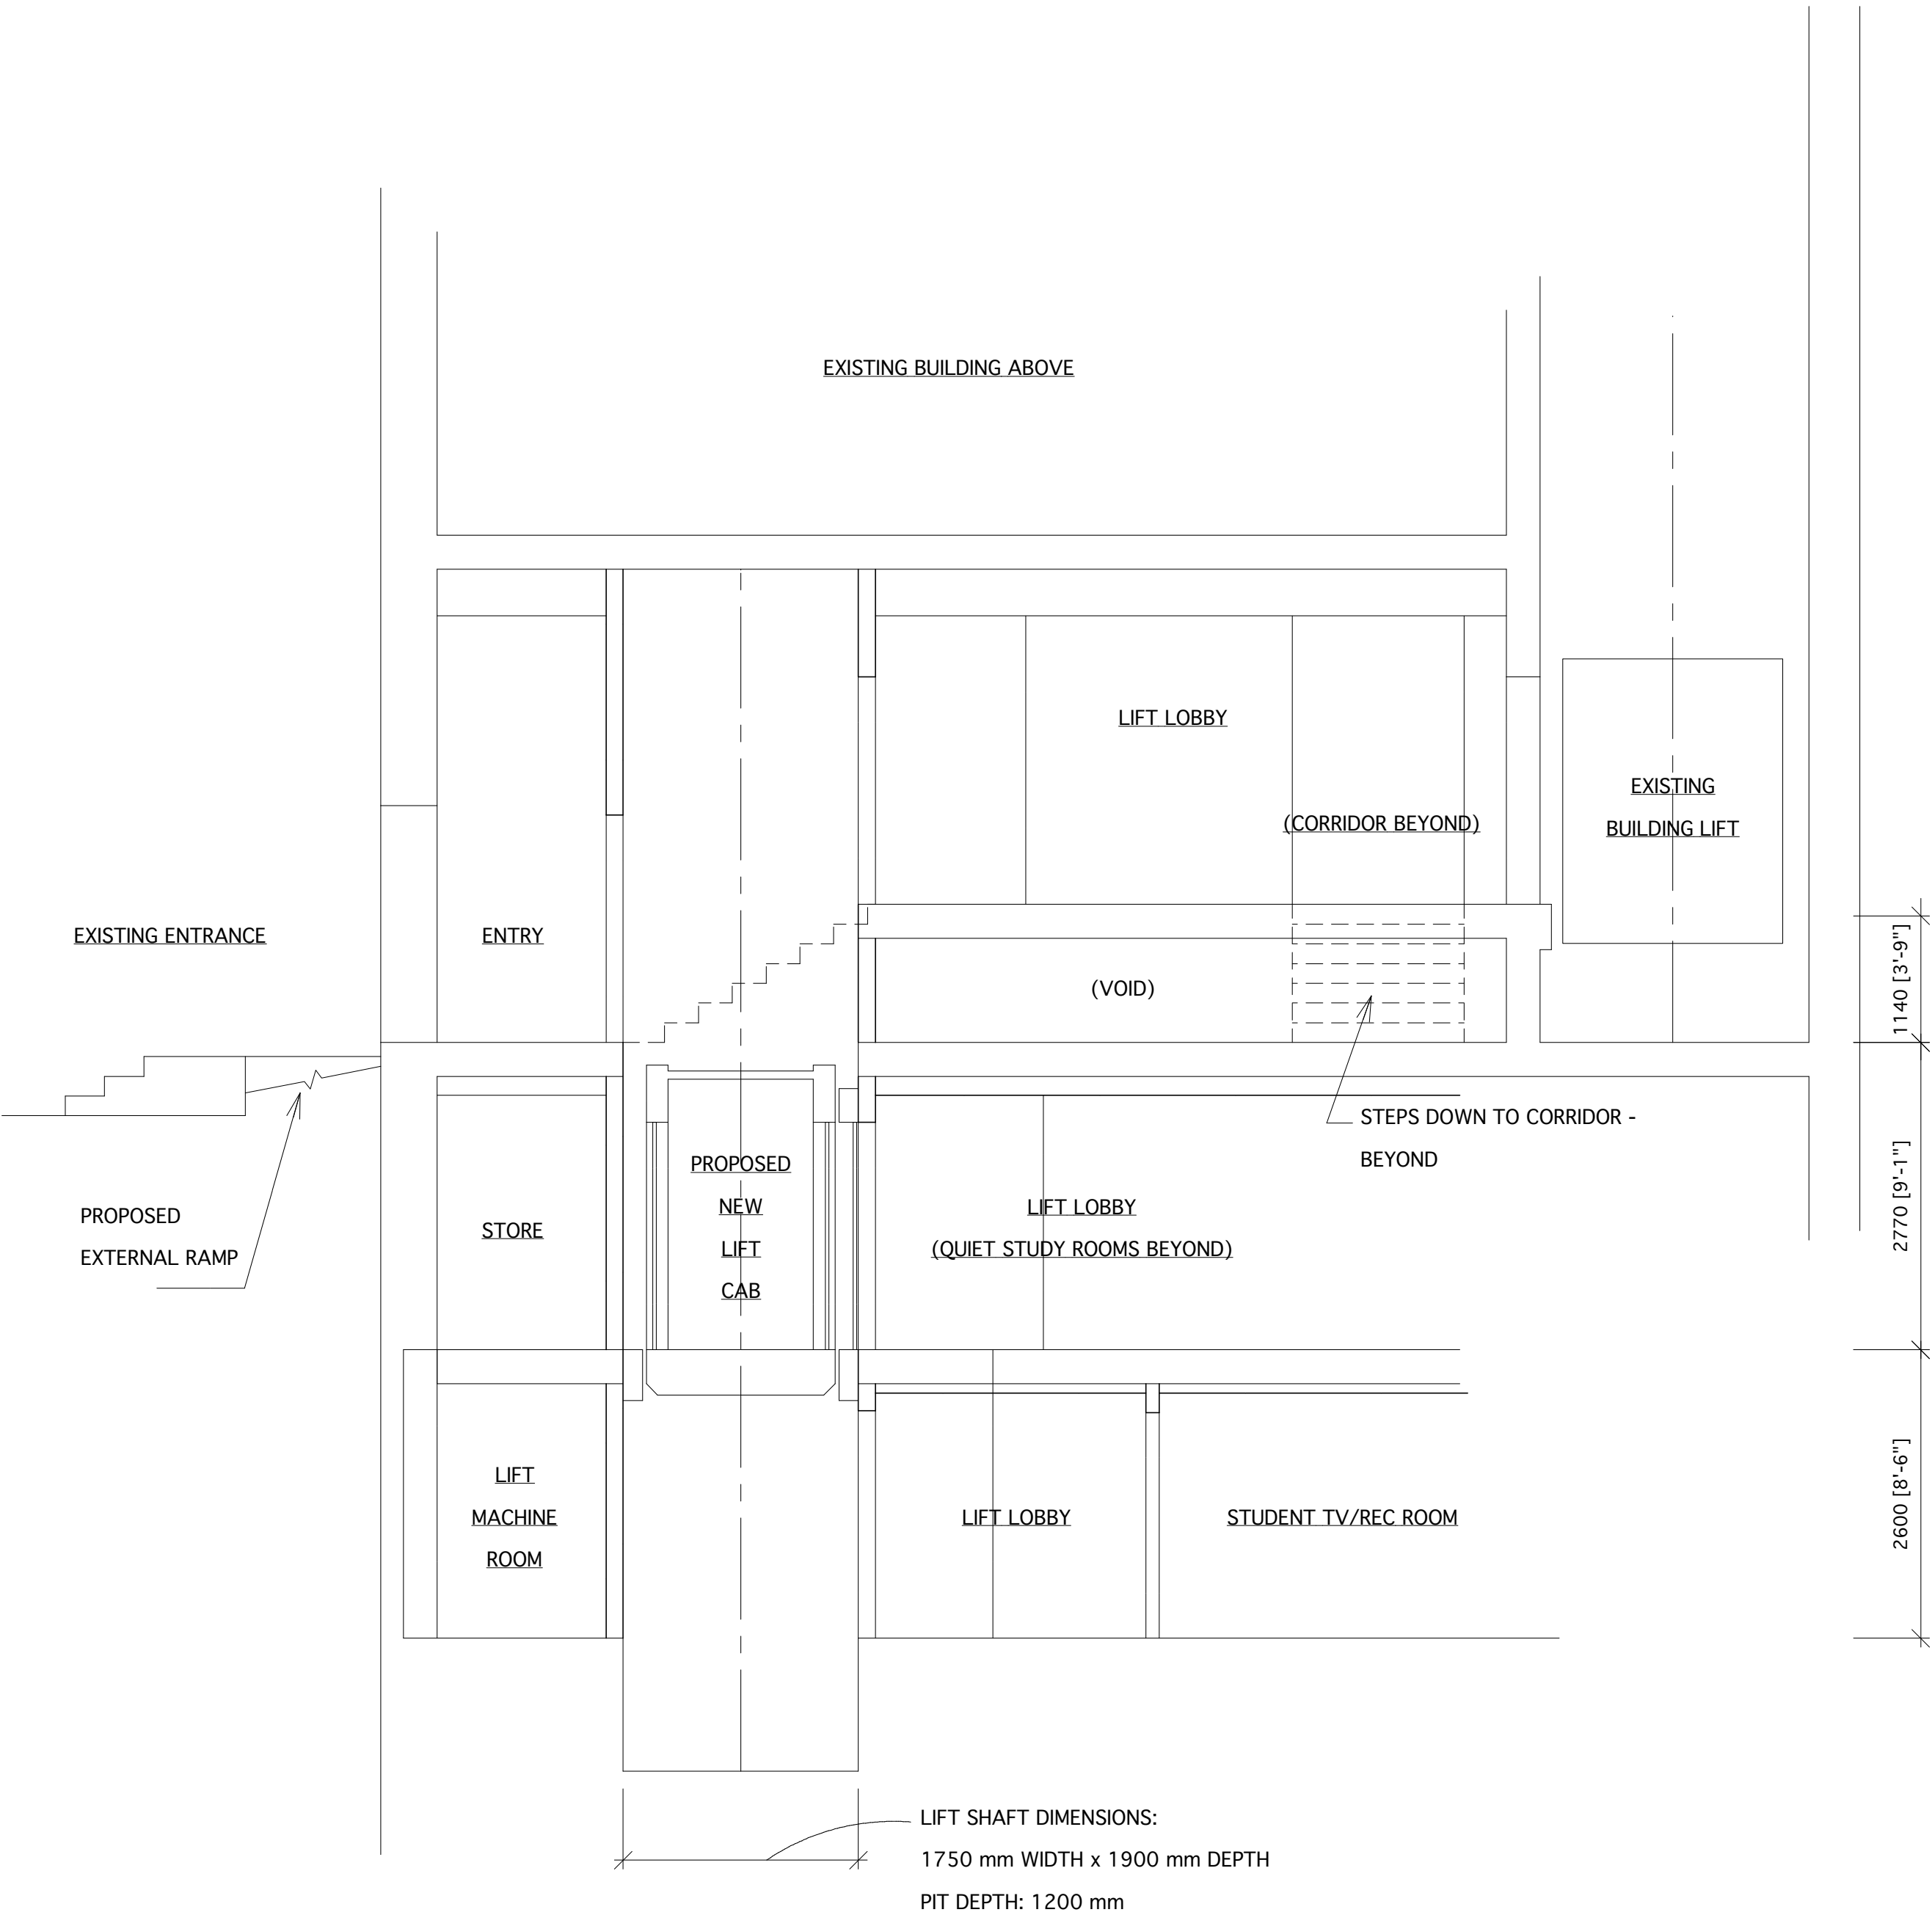 EXISTING BUILDING ABOVE
LIFT LOBBY
(CORRIDOR BEYOND)
EXISTING
BUILDING LIFT
EXISTING ENTRANCE
ENTRY
(VOID)
1140 [3'-9"]
STEPS DOWN TO CORRIDOR -
BEYOND
PROPOSED
EXTERNAL RAMP
STORE
PROPOSED
NEW
LIFT
CAB
LIFT LOBBY
(QUIET STUDY ROOMS BEYOND)
2770 [9'-1"]
LIFT
MACHINE
ROOM
LIFT LOBBY
STUDENT TV/REC ROOM
2600 [8'-6"]
LIFT SHAFT DIMENSIONS:
1750 mm WIDTH x 1900 mm DEPTH
PIT DEPTH: 1200 mm